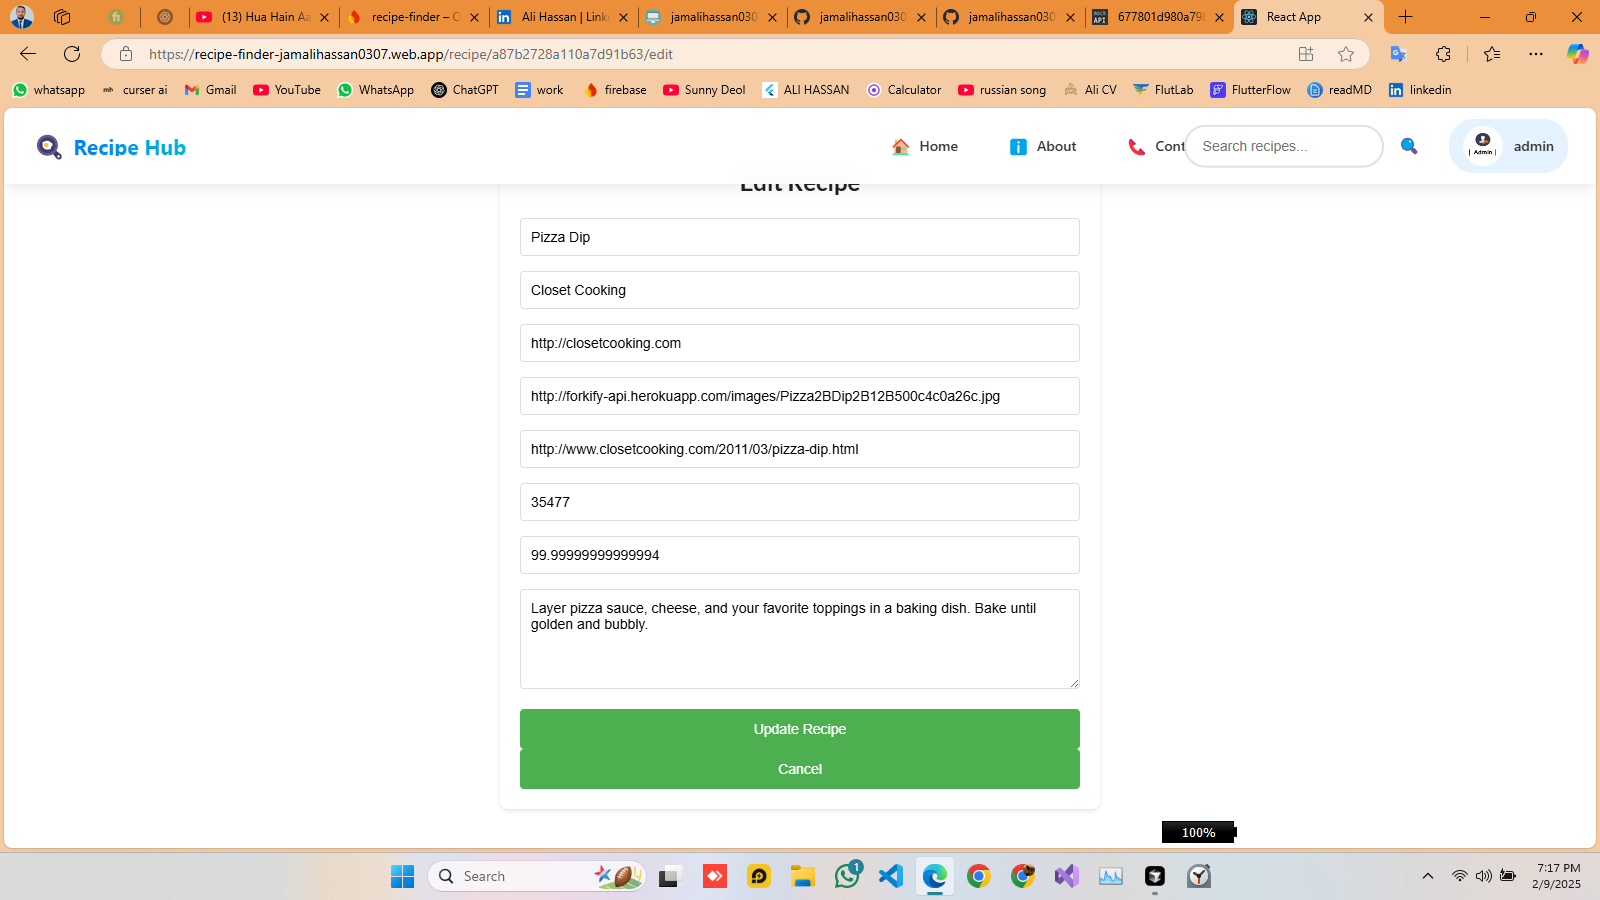 (13) Hua Hain Aa
recipe-finder – C
Ali Hassan | Link
jamalihassan030
jamalihassan030
jamalihassan030
677801d980a79
React App
https://recipe-finder-jamalihassan0307.web.app/recipe/a87b2728a110a7d91b63/edit
whatsapp
mh
curser ai
Gmail
YouTube
WhatsApp
ChatGPT
work
firebase
Sunny Deol
ALI HASSAN
Calculator
russian song
Ali CV
FlutLab
FlutterFlow
readMD
linkedin
Recipe Hub
Home
About
Cont
Search recipes...
| Admin |
admin
Edit Recipe
Pizza Dip
Closet Cooking
http://closetcooking.com
http://forkify-api.herokuapp.com/images/Pizza2BDip2B12B500c4c0a26c.jpg
http://www.closetcooking.com/2011/03/pizza-dip.html
35477
99.99999999999994
Layer pizza sauce, cheese, and your favorite toppings in a baking dish. Bake until
golden and bubbly.
Update Recipe
Cancel
100%
Search
1
7:17 PM
2/9/2025